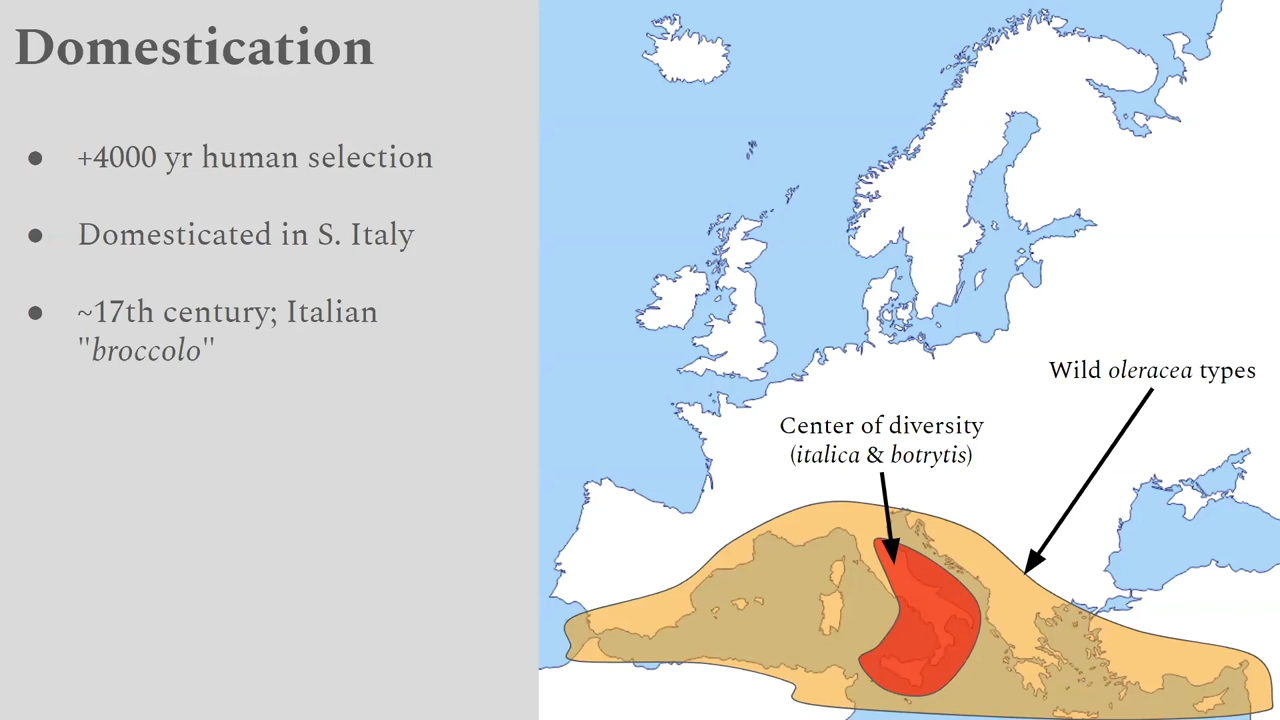 Domestication
● +4000 yr human selection
● Domesticated in S. Italy
● ~17th century; Italian
"broccolo"
Wild oleracea types
Center of diversity
(italica & botrytis)